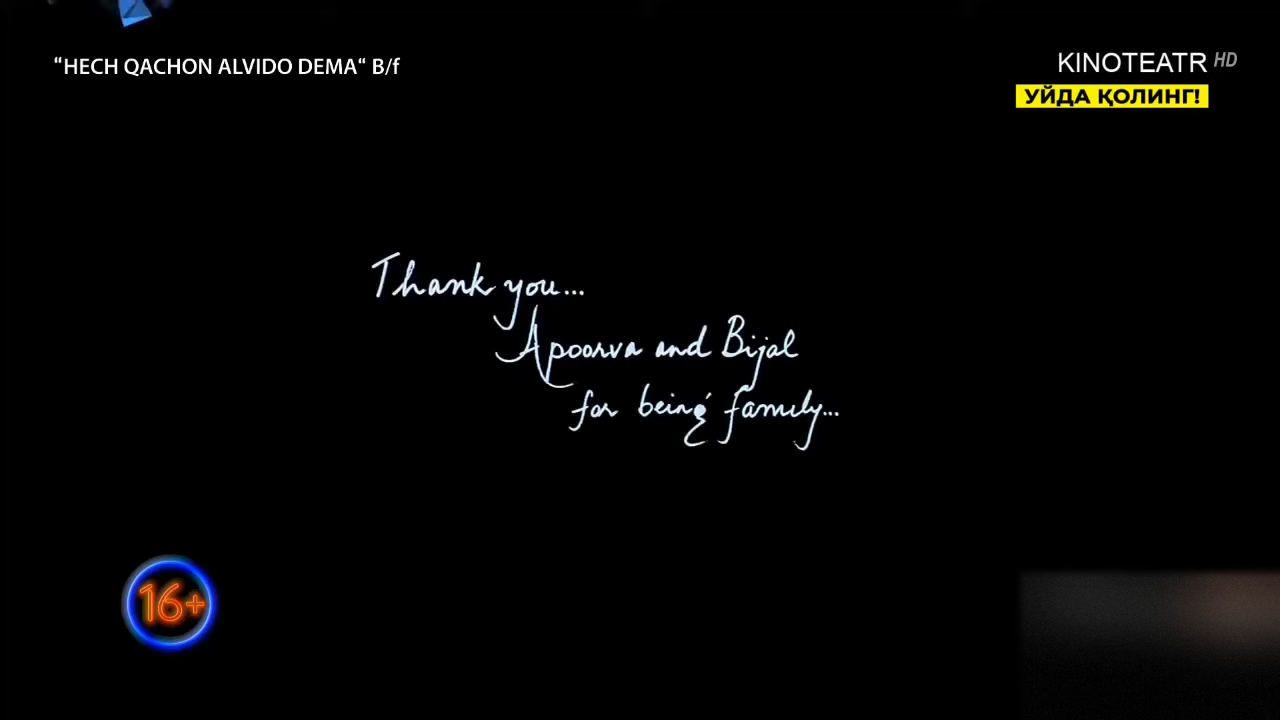 “HECH QACHON ALVIDO DEMA“ B/f
KINOTEATR HD
УЙДА ҚОЛИНГ!
Thank you...
Apoorva and Bijal
for being family...
16+